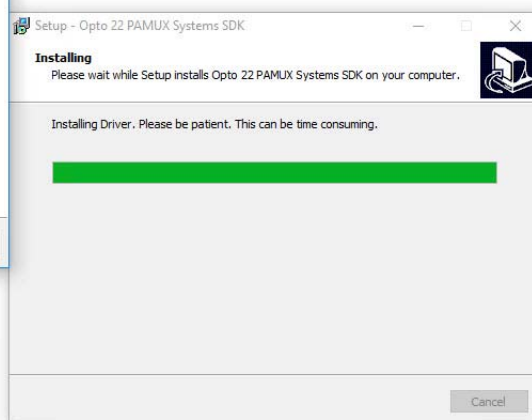 Setup - Opto 22 PAMUX Systems SDK
Installing
Please wait while Setup installs Opto 22 PAMUX Systems SDK on your computer.
Installing Driver. Please be patient. This can be time consuming.
Cancel